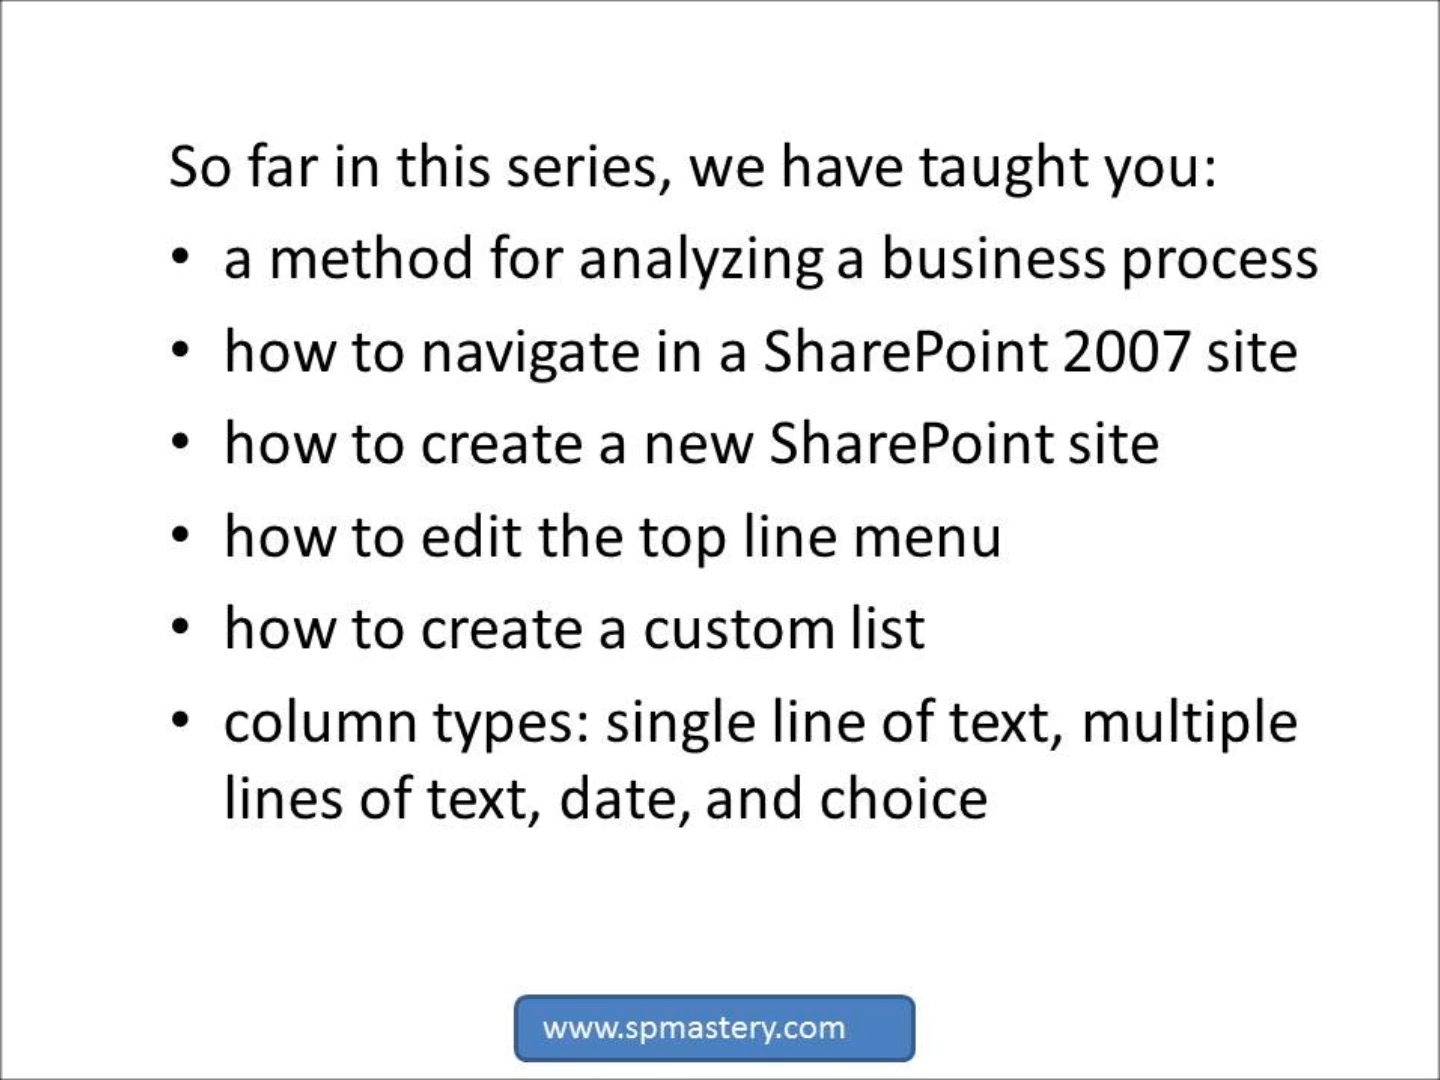 So far in this series, we have taught you:
• a method for analyzing a business process
• how to navigate in a SharePoint 2007 site
• how to create a new SharePoint site
• how to edit the top line menu
• how to create a custom list
• column types: single line of text, multiple
lines of text, date, and choice
www.spmastery.com